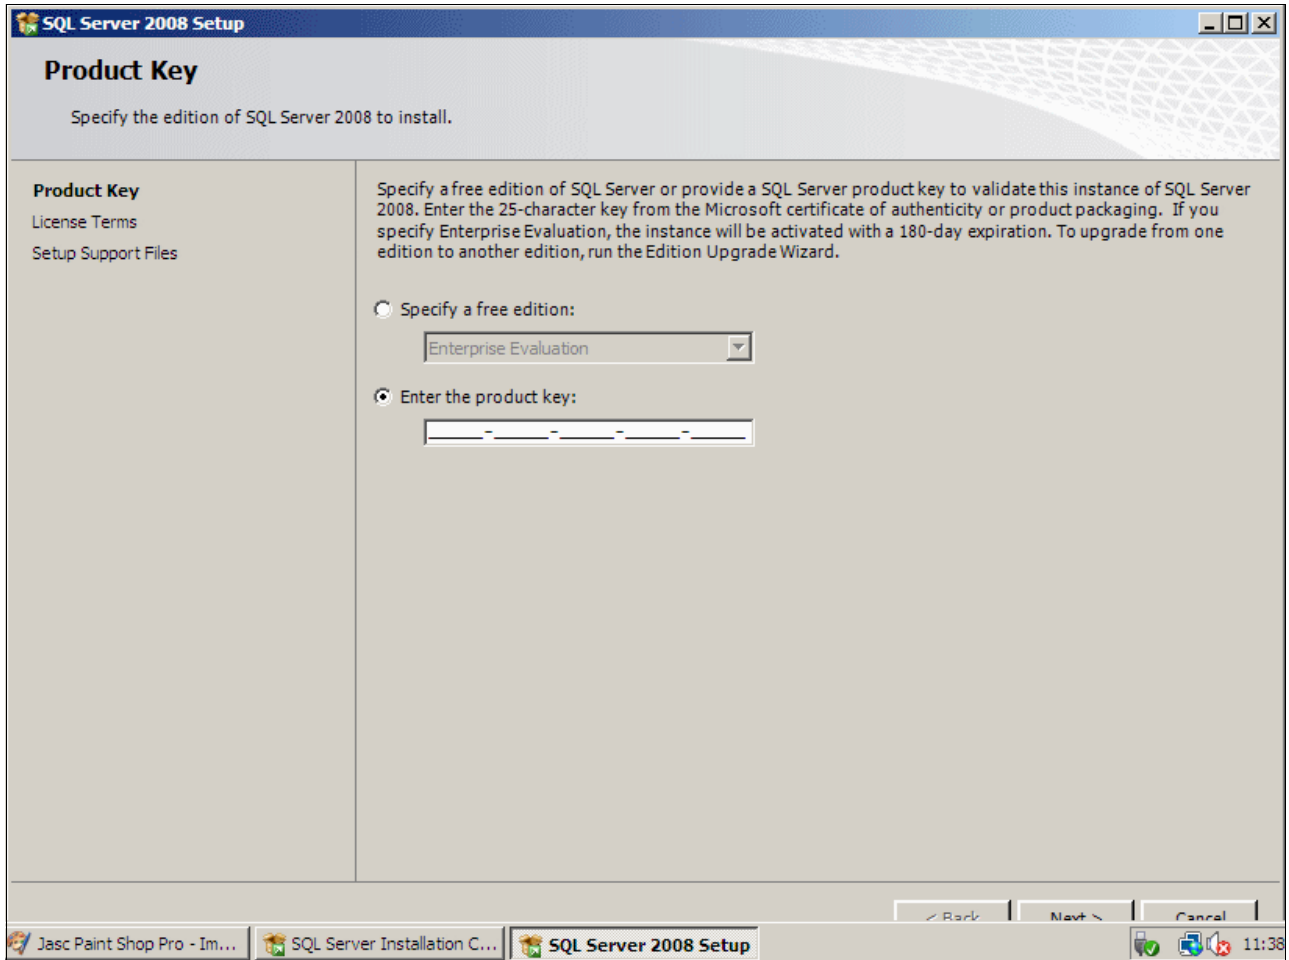 SQL Server 2008 Setup
Product Key
Specify the edition of SQL Server 2008 to install.
Product Key
License Terms
Setup Support Files
Specify a free edition of SQL Server or provide a SQL Server product key to validate this instance of SQL Server
2008. Enter the 25-character key from the Microsoft certificate of authenticity or product packaging.  If you
specify Enterprise Evaluation, the instance will be activated with a 180-day expiration. To upgrade from one
edition to another edition, run the Edition Upgrade Wizard.
Specify a free edition:
Enterprise Evaluation
Enter the product key:
_____-_____-_____-_____-_____
< Back Next > Cancel
Jasc Paint Shop Pro - Im... SQL Server Installation C... SQL Server 2008 Setup 11:38